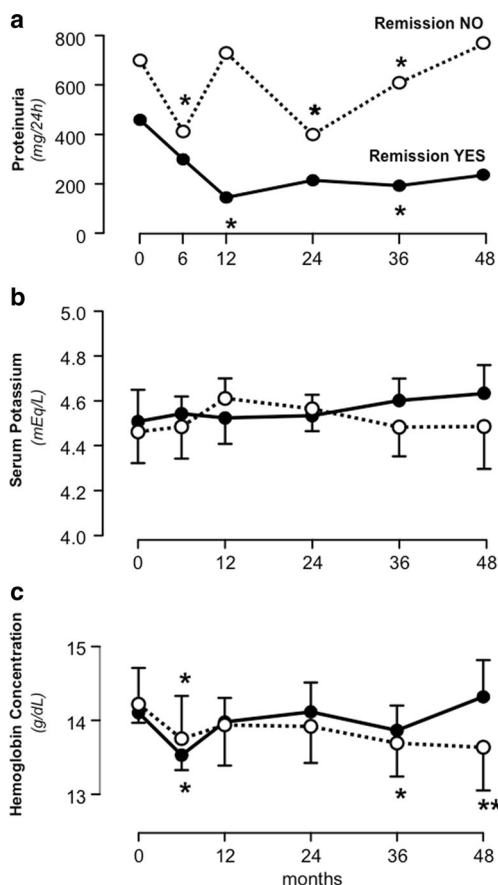 a
800
600
400
200
0
Proteinuria
(mg/24h)
Remission NO
*
*
*
Remission YES
*
*
0 6 12 24 36 48
b
5.0
4.8
4.6
4.4
4.2
4.0
Serum Potassium
(mEq/L)
0 12 24 36 48
c
15
14
13
Hemoglobin Concentration
(g/dL)
*
*
*
**
0 12 24 36 48
months